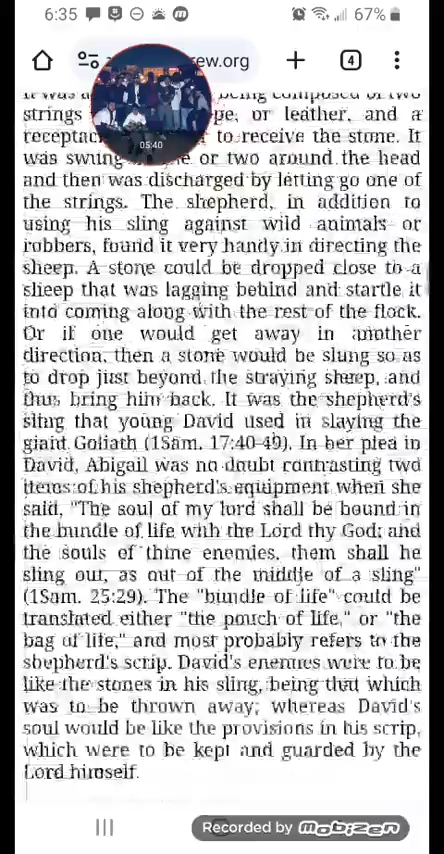 6:35
67%
ew.org
4
05:40
it was a being composed of two
strings pe, or leather, and a
receptac to receive the stone. It
was swung e or two around the head
and then was discharged by letting go one of
the strings. The shepherd, in addition to
using his sling against wild animals or
robbers, found it very handy in directing the
sheep. A stone could be dropped close to a
sheep that was lagging behind and startle it
into coming along with the rest of the flock.
Or if one would get away in another
direction, then a stone would be slung so as
to drop just beyond the straying sheep, and
thus bring him back. It was the shepherd's
sling that young David used in slaying the
giant Goliath (1Sam. 17:40-49). In her plea in
David, Abigail was no doubt contrasting two
items of his shepherd's equipment when she
said, "The soul of my lord shall be bound in
the bundle of life with the Lord thy God; and
the souls of thine enemies, them shall he
sling out, as out of the middle of a sling"
(1Sam. 25:29). The "bundle of life" could be
translated either "the pouch of life," or "the
bag of life," and most probably refers to the
shepherd's scrip. David's enemies were to be
like the stones in his sling, being that which
was to be thrown away; whereas David's
soul would be like the provisions in his scrip,
which were to be kept and guarded by the
Lord himself.
Recorded by mobizen